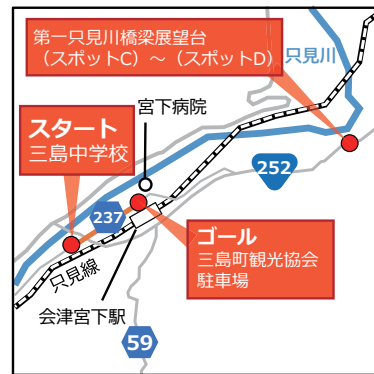 第一只見川橋梁展望台
（スポットC）～（スポットD）
只見川
宮下病院
スタート
三島中学校
252
237
ゴール
三島町観光協会
駐車場
只見線
会津宮下駅
59